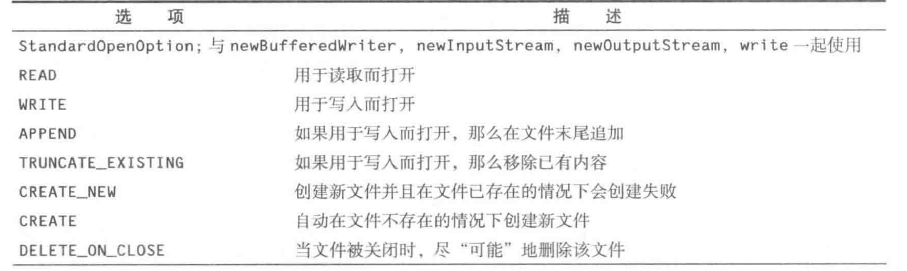 选 项 描 述
StandardOpenOption; 与 newBufferedWriter, newInputStream, newOutputStream, write 一起使用
READ 用于读取而打开
WRITE 用于写入而打开
APPEND 如果用于写入而打开，那么在文件末尾追加
TRUNCATE_EXISTING 如果用于写入而打开，那么移除已有内容
CREATE_NEW 创建新文件并且在文件已存在的情况下会创建失败
CREATE 自动在文件不存在的情况下创建新文件
DELETE_ON_CLOSE 当文件被关闭时，尽“可能”地删除该文件